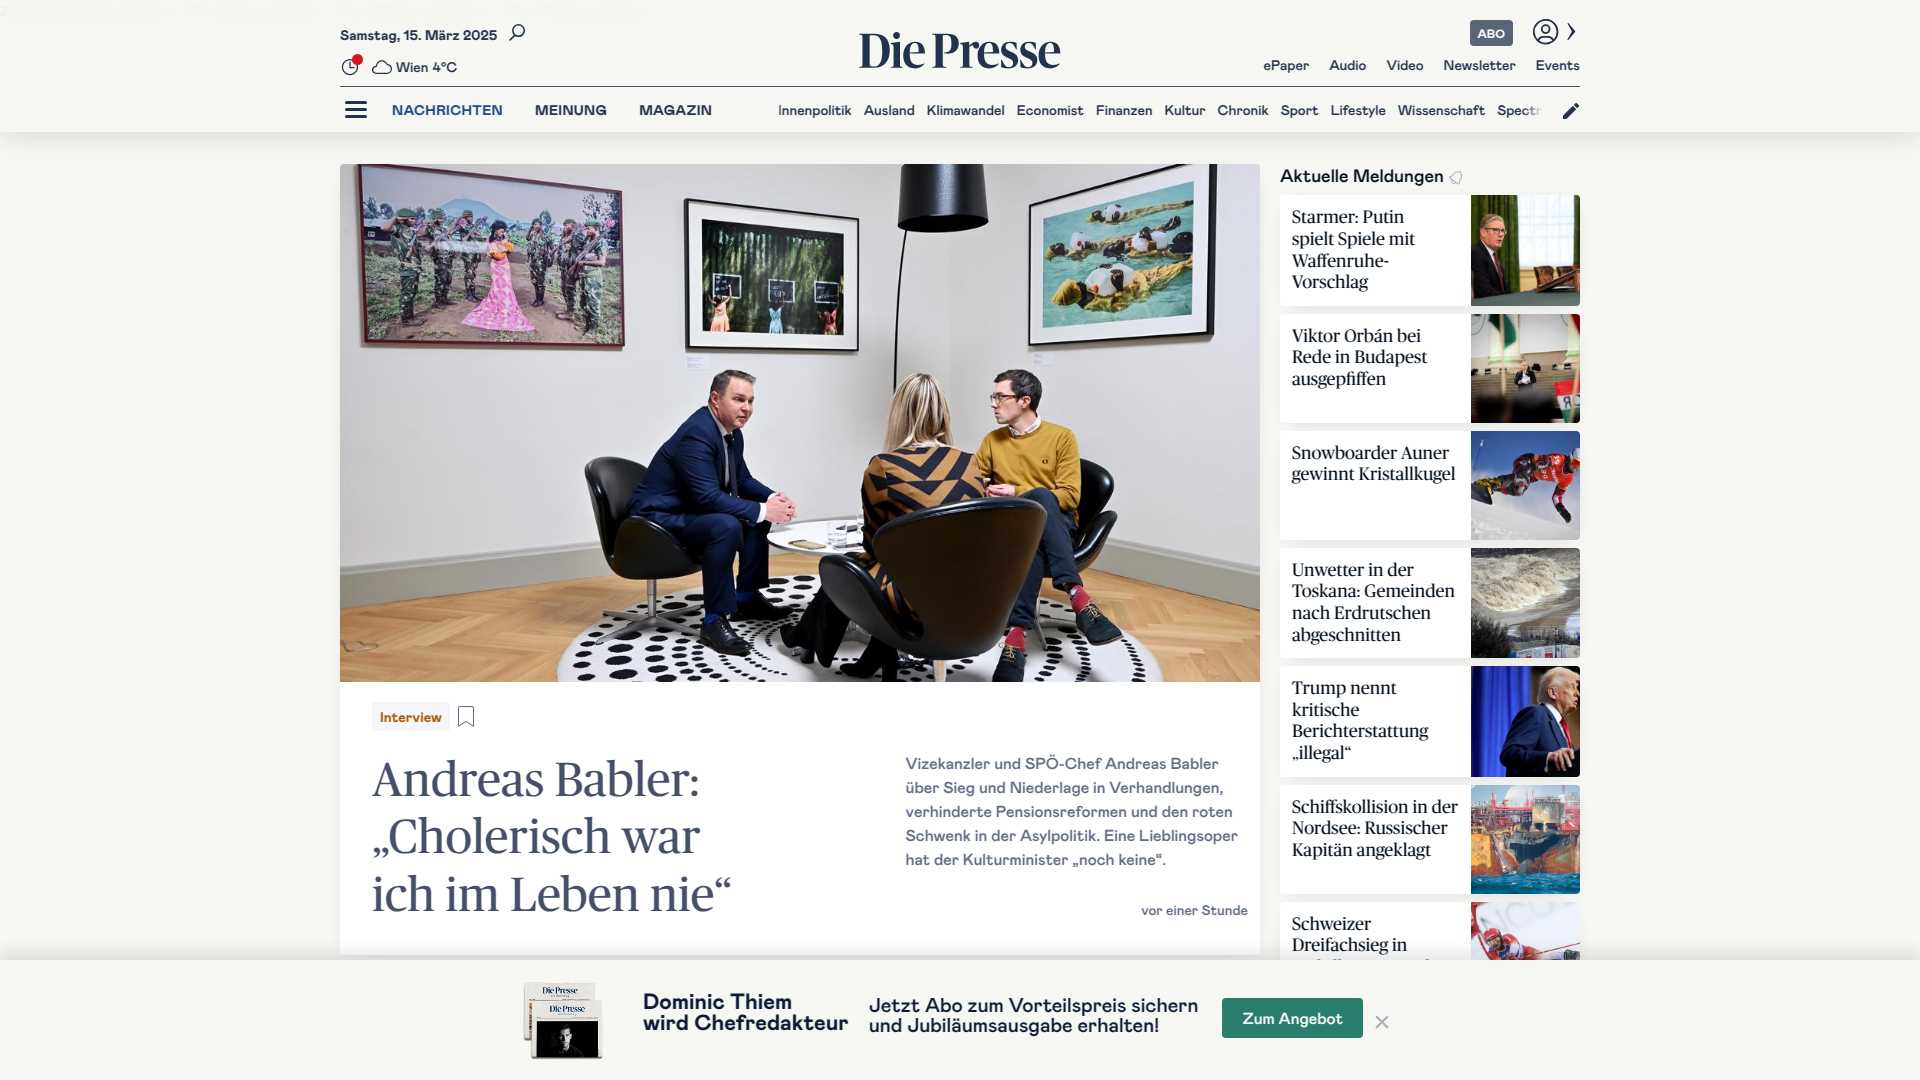 Samstag, 15. März 2025
Wien 4°C
Die Presse
ABO
ePaper Audio Video Newsletter Events
NACHRICHTEN MEINUNG MAGAZIN
Innenpolitik Ausland Klimawandel Economist Finanzen Kultur Chronik Sport Lifestyle Wissenschaft
Interview
Andreas Babler:
„Cholerisch war
ich im Leben nie“
Vizekanzler und SPÖ-Chef Andreas Babler
über Sieg und Niederlage in Verhandlungen,
verhinderte Pensionsreformen und den roten
Schwenk in der Asylpolitik. Eine Lieblingsoper
hat der Kulturminister „noch keine“.
vor einer Stunde
Aktuelle Meldungen
Starmer: Putin
spielt Spiele mit
Waffenruhe-
Vorschlag
Viktor Orbán bei
Rede in Budapest
ausgepfiffen
Snowboarder Auner
gewinnt Kristallkugel
Unwetter in der
Toskana: Gemeinden
nach Erdrutschen
abgeschnitten
Trump nennt
kritische
Berichterstattung
„illegal“
Schiffskollision in der
Nordsee: Russischer
Kapitän angeklagt
Schweizer
Dreifachsieg in
Die Presse
Die Presse
Dominic Thiem
wird Chefredakteur
Jetzt Abo zum Vorteilspreis sichern
und Jubiläumsausgabe erhalten!
Zum Angebot